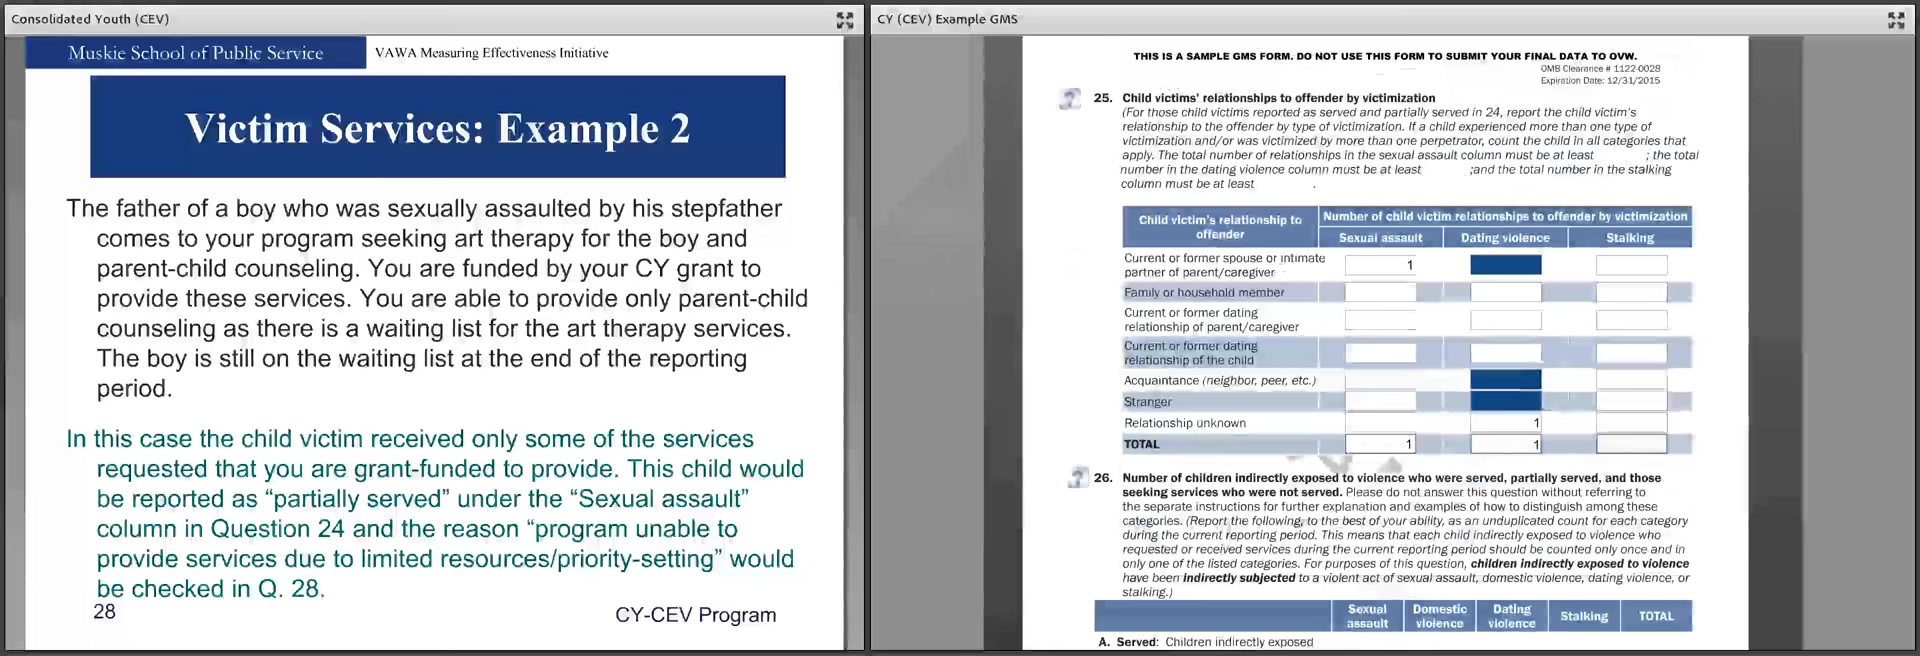 Consolidated Youth (CEV)
Muskie School of Public Service
VAWA Measuring Effectiveness Initiative
Victim Services: Example 2
The father of a boy who was sexually assaulted by his stepfather
comes to your program seeking art therapy for the boy and
parent-child counseling. You are funded by your CY grant to
provide these services. You are able to provide only parent-child
counseling as there is a waiting list for the art therapy services.
The boy is still on the waiting list at the end of the reporting
period.
In this case the child victim received only some of the services
requested that you are grant-funded to provide. This child would
be reported as “partially served” under the “Sexual assault”
column in Question 24 and the reason “program unable to
provide services due to limited resources/priority-setting” would
be checked in Q. 28.
28
CY-CEV Program
CY (CEV) Example GMS
THIS IS A SAMPLE GMS FORM. DO NOT USE THIS FORM TO SUBMIT YOUR FINAL DATA TO OVW.
OMB Clearance # 1122-0028
Expiration Date: 12/31/2015
25. Child victims' relationships to offender by victimization
(For those child victims reported as served and partially served in 24, report the child victim's
relationship to the offender by type of victimization. If a child experienced more than one type of
victimization and/or was victimized by more than one perpetrator, count the child in all categories that
apply. The total number of relationships in the sexual assault column must be at least ; the total
number in the dating violence column must be at least ;and the total number in the stalking
column must be at least .
Child victim's relationship to
offender
Number of child victim relationships to offender by victimization
Sexual assault Dating violence Stalking
Current or former spouse or intimate
partner of parent/caregiver 1
Family or household member
Current or former dating
relationship of parent/caregiver
Current or former dating
relationship of the child
Acquaintance (neighbor, peer, etc.)
Stranger
Relationship unknown 1
TOTAL 1 1
26. Number of children indirectly exposed to violence who were served, partially served, and those
seeking services who were not served. Please do not answer this question without referring to
the separate instructions for further explanation and examples of how to distinguish among these
categories. (Report the following, to the best of your ability, as an unduplicated count for each category
during the current reporting period. This means that each child indirectly exposed to violence who
requested or received services during the current reporting period should be counted only once and in
only one of the listed categories. For purposes of this question, children indirectly exposed to violence
have been indirectly subjected to a violent act of sexual assault, domestic violence, dating violence, or
stalking.)
Sexual
assault
Domestic
violence
Dating
violence
Stalking
TOTAL
A. Served: Children indirectly exposed